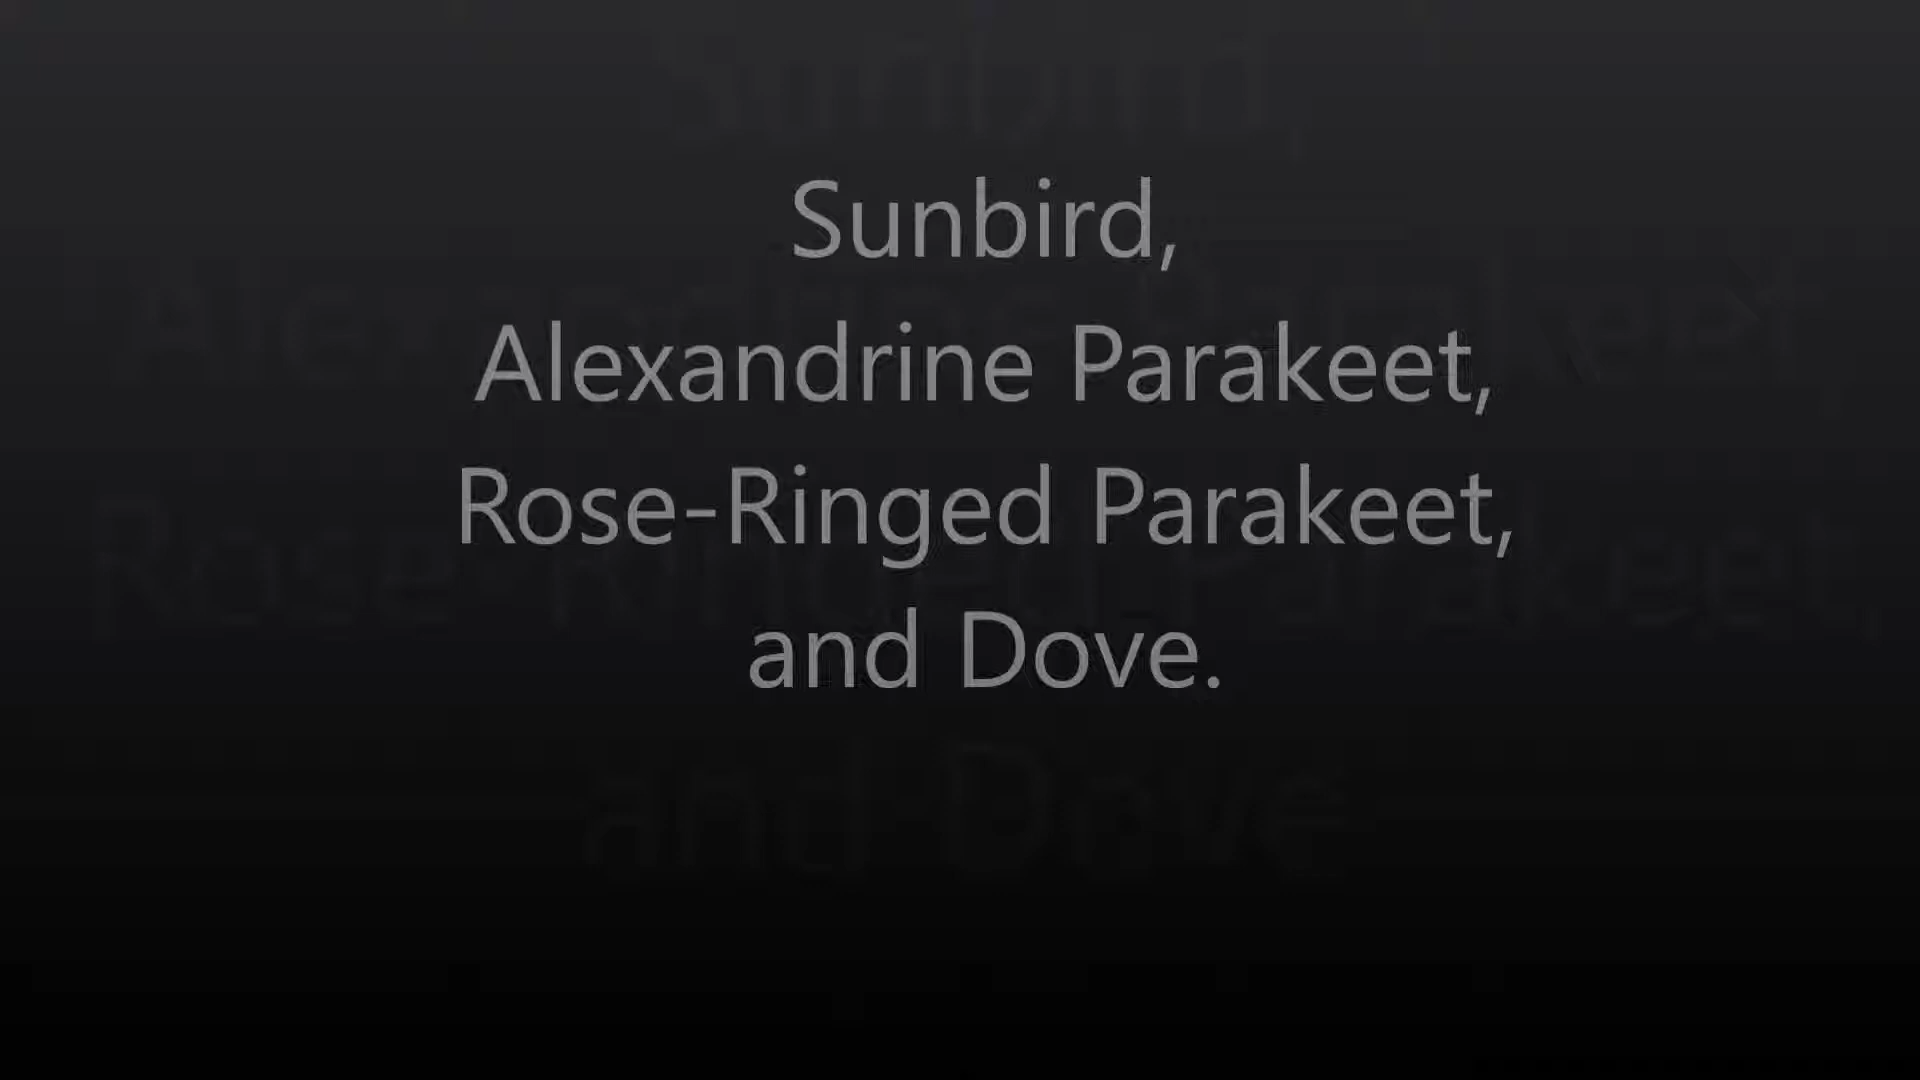 Sunbird,
Alexandrine Parakeet,
Rose-Ringed Parakeet,
and Dove.